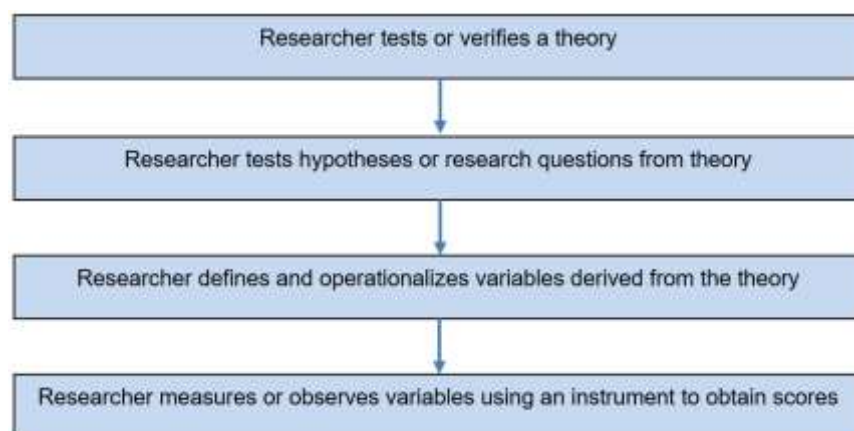 Researcher tests or verifies a theory
Researcher tests hypotheses or research questions from theory
Researcher defines and operationalizes variables derived from the theory
Researcher measures or observes variables using an instrument to obtain scores